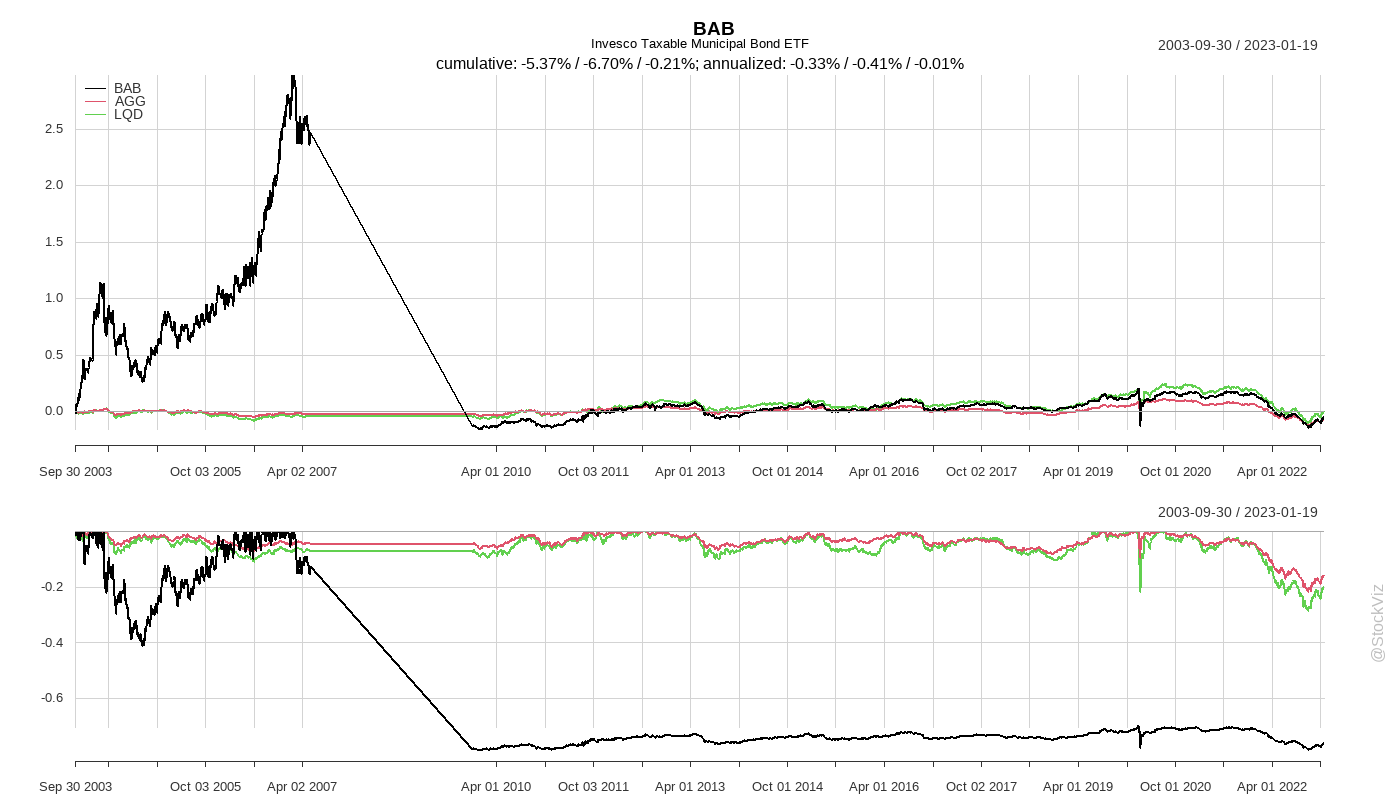 BAB
Invesco Taxable Municipal Bond ETF
2003-09-30 / 2023-01-19
cumulative: -5.37% / -6.70% / -0.21%; annualized: -0.33% / -0.41% / -0.01%
BAB
AGG
LQD
2.5
2.0
1.5
1.0
0.5
0.0
Sep 30 2003 Oct 03 2005 Apr 02 2007 Apr 01 2010 Oct 03 2011 Apr 01 2013 Oct 01 2014 Apr 01 2016 Oct 02 2017 Apr 01 2019 Oct 01 2020 Apr 01 2022
2003-09-30 / 2023-01-19
-0.2
-0.4
-0.6
Sep 30 2003 Oct 03 2005 Apr 02 2007 Apr 01 2010 Oct 03 2011 Apr 01 2013 Oct 01 2014 Apr 01 2016 Oct 02 2017 Apr 01 2019 Oct 01 2020 Apr 01 2022
@StockViz